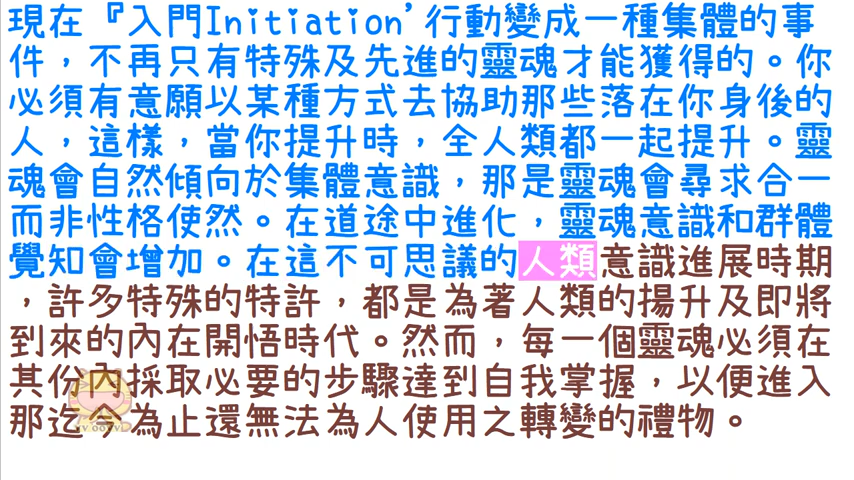 現在『入門Initiation'行動變成一種集體的事
件，不再只有特殊及先進的靈魂才能獲得的。你
必須有意願以某種方式去協助那些落在你身後的
人，這樣，當你提升時，全人類都一起提升。靈
魂會自然傾向於集體意識，那是靈魂會尋求合一
而非性格使然。在道途中進化，靈魂意識和群體
覺知會增加。在這不可思議的人類意識進展時期
，許多特殊的特許，都是為著人類的揚升及即將
到來的內在開悟時代。然而，每一個靈魂必須在
其份內採取必要的步驟達到自我掌握，以便進入
那迄今為止還無法為人使用之轉變的禮物。